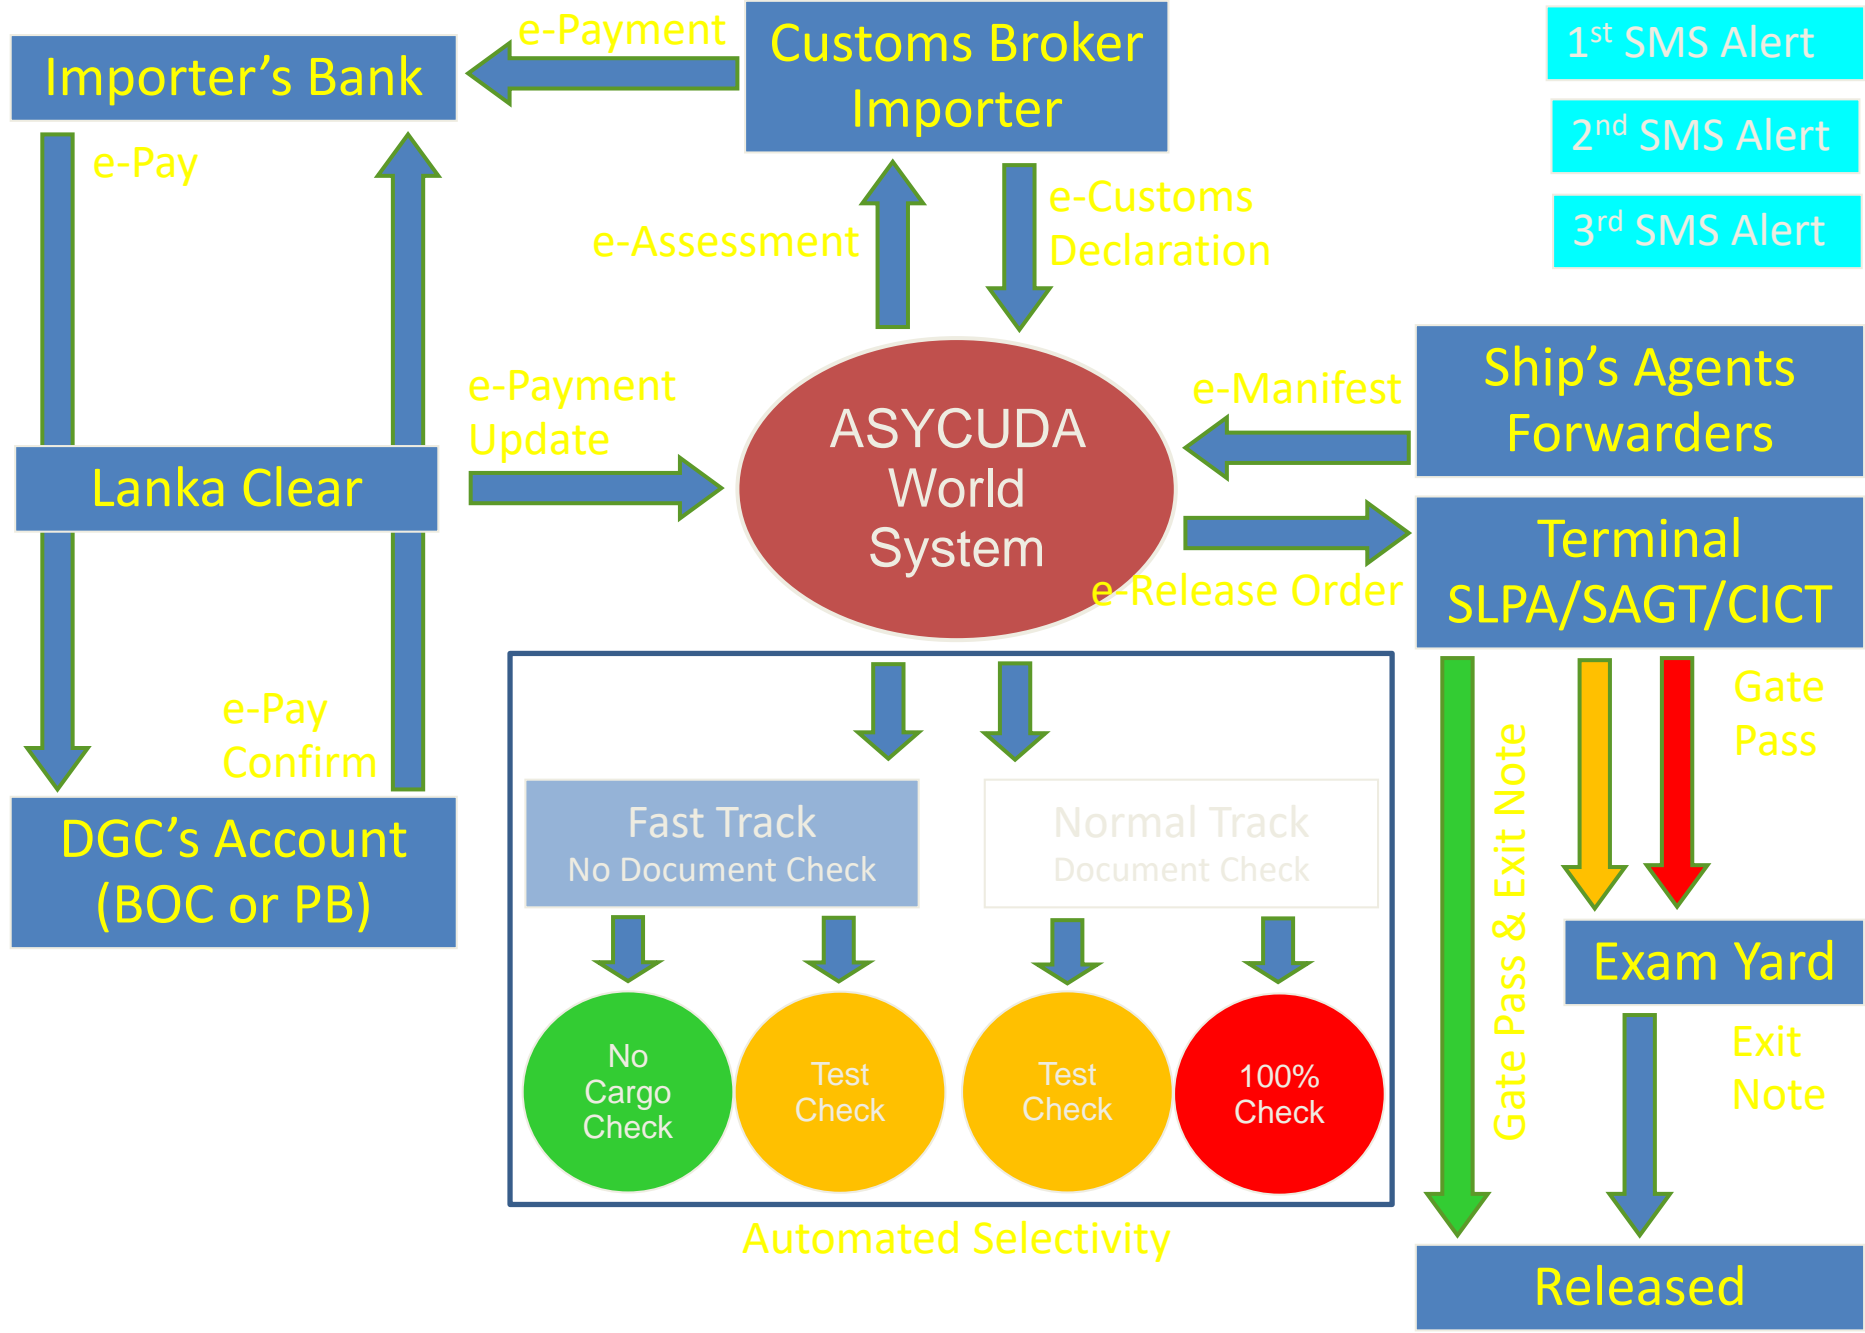 e-Payment
Customs Broker
Importer
Importer's Bank
1st SMS Alert
2nd SMS Alert
3rd SMS Alert
e-Pay
e-Assessment
e-Customs
Declaration
e-Payment
Update
ASYCUDA
World
System
e-Manifest
Ship's Agents
Forwarders
Lanka Clear
e-Release Order
Terminal
SLPA/SAGT/CICT
e-Pay
Confirm
Gate
Pass
Gate Pass & Exit Note
DGC's Account
(BOC or PB)
Fast Track
No Document Check
Normal Track
Document Check
Exam Yard
No
Cargo
Check
Test
Check
Test
Check
100%
Check
Exit
Note
Automated Selectivity
Released